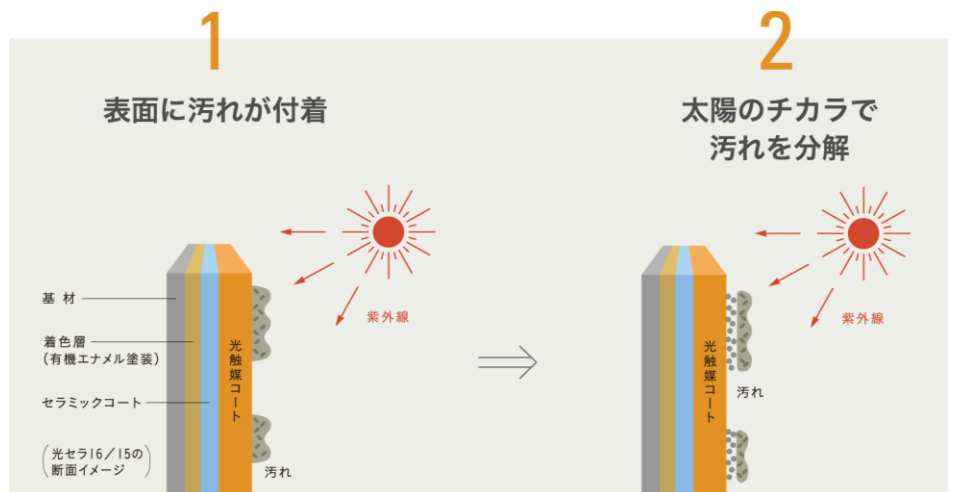 1
表面に汚れが付着
紫外線
基 材
着色層
（有機エナメル塗装）
セラミックコート
(光セラ16／15の
断面イメージ)
光触媒コート
汚れ
2
太陽のチカラで
汚れを分解
紫外線
光触媒コート
汚れ